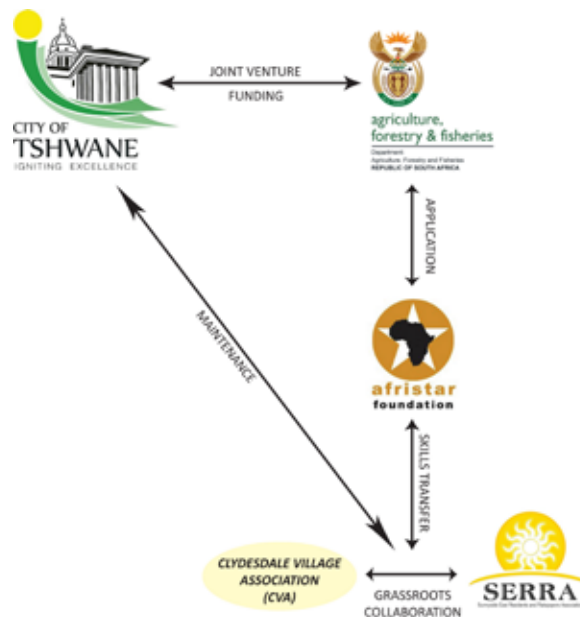 JOINT VENTURE
FUNDING
CITY OF
TSHWANE
IGNITING EXCELLENCE
agriculture,
forestry & fisheries
Department:
Agriculture, Forestry and Fisheries
REPUBLIC OF SOUTH AFRICA
APPLICATION
MAINTENANCE
afristar
foundation
SKILLS TRANSFER
CLYDESDALE VILLAGE
ASSOCIATION
(CVA)
GRASSROOTS
COLLABORATION
SERRA